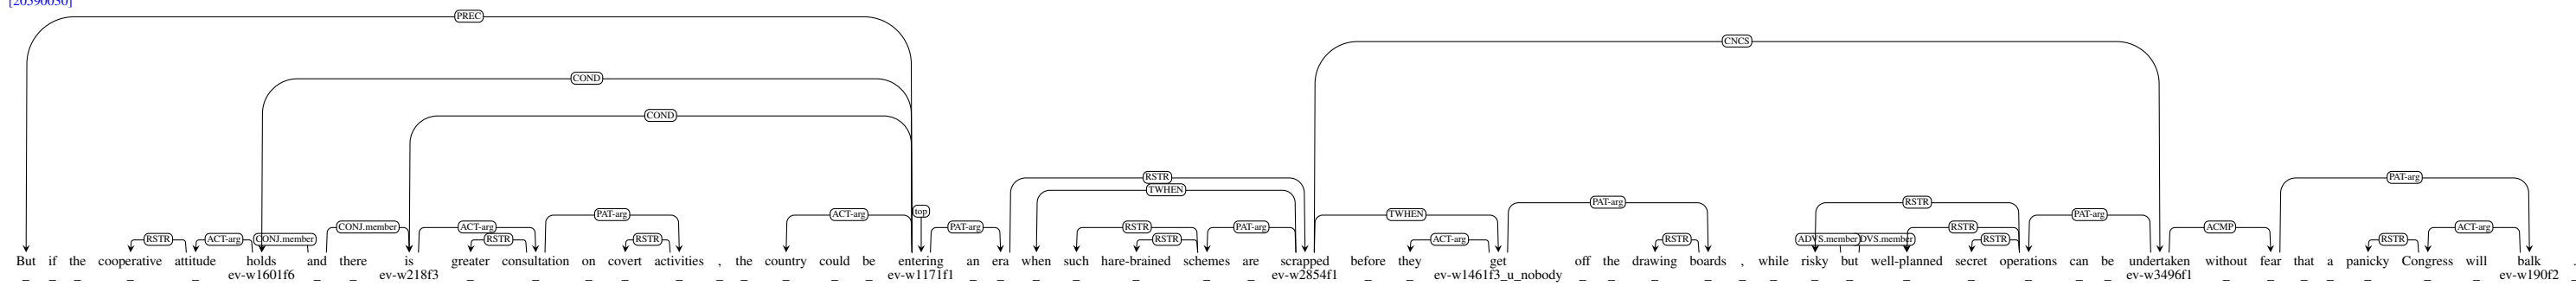 [20590030]
PREC
CNCS
COND
COND
RSTR
TWHEN
PAT-arg
PAT-arg
RSTR
PAT-arg
ACT-arg
top
TWHEN
PAT-arg
CONJ.member
ACT-arg
PAT-arg
RSTR
PAT-arg
RSTR
ACMP
ACT-arg
RSTR
ACT-arg
CONJ.member
RSTR
RSTR
RSTR
ACT-arg
RSTR
ADVS.member
DVS.member
RSTR
RSTR
But if the cooperative attitude holds and there is greater consultation on covert activities , the country could be entering an era when such hare-brained schemes are scrapped before they get off the drawing boards , while risky but well-planned secret operations can be undertaken without fear that a panicky Congress will balk .
_ _ _ _ _ ev-w1601f6 _ _ ev-w218f3 _ _ _ _ _ _ _ _ _ _ ev-w1171f1 _ _ _ _ _ _ _ ev-w2854f1 _ _ ev-w1461f3_u_nobody _ _ _ _ _ _ _ _ _ _ _ _ _ ev-w3496f1 _ _ _ _ _ _ _ ev-w190f2 _